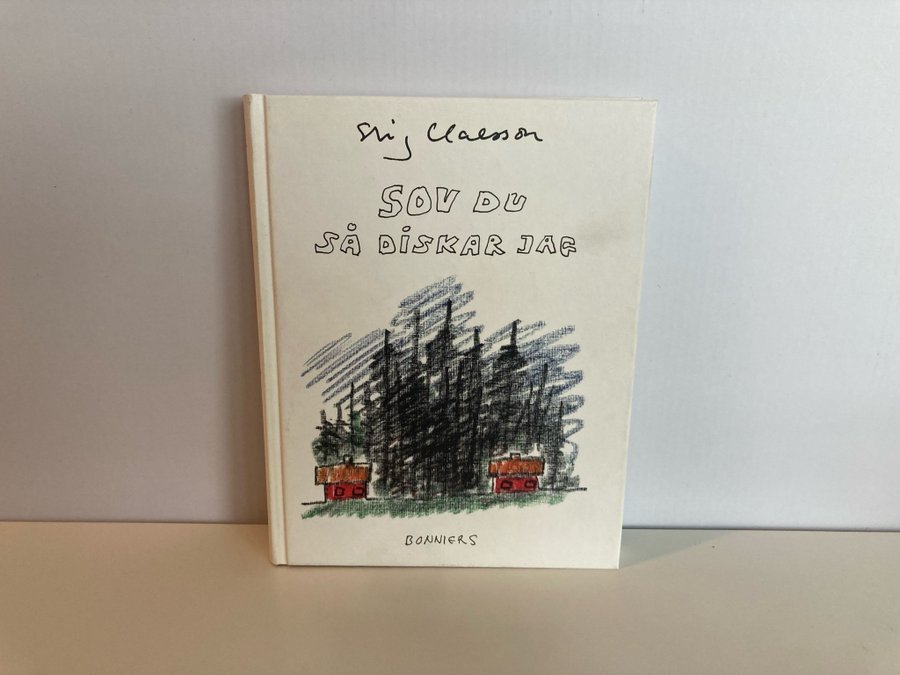 Stig Claesson
SOV DU
SÅ DISKAR JAG
BONNIERS